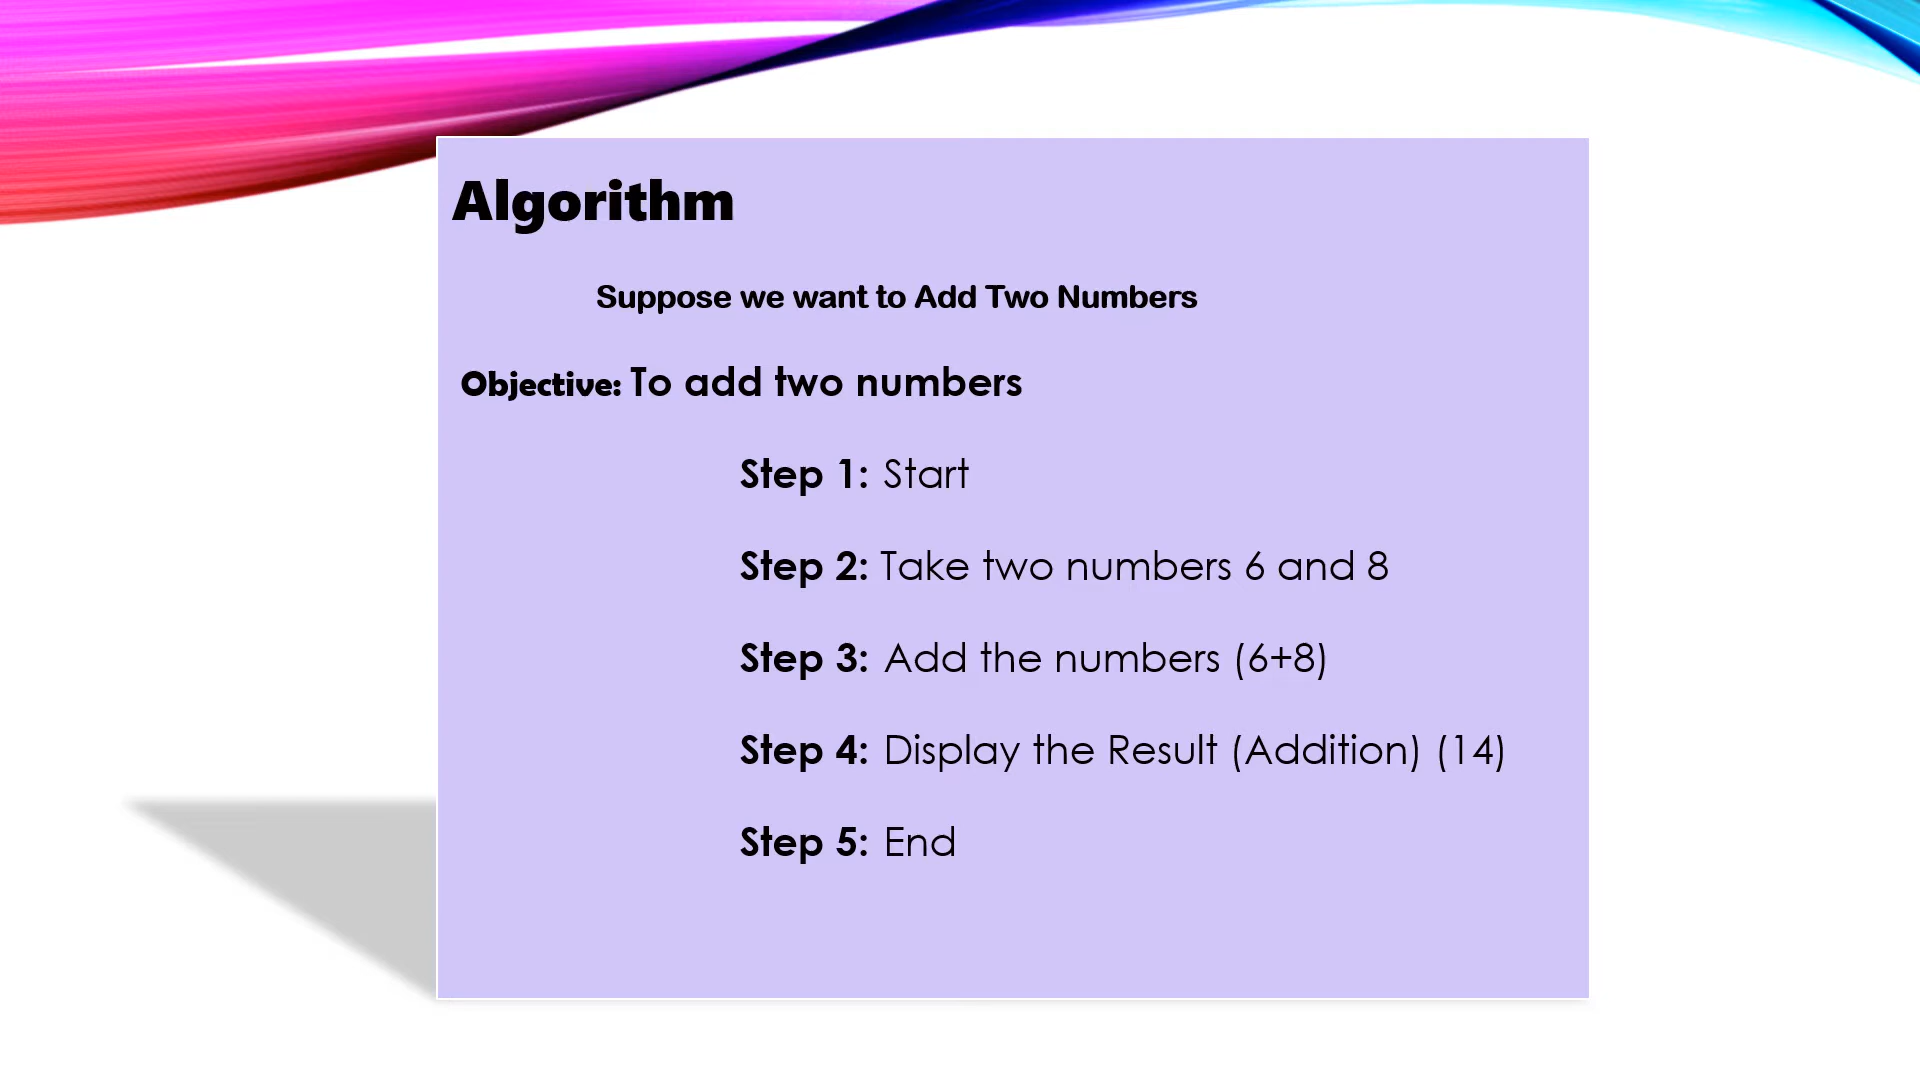 Algorithm
Suppose we want to Add Two Numbers
Objective: To add two numbers
Step 1: Start
Step 2: Take two numbers 6 and 8
Step 3: Add the numbers (6+8)
Step 4: Display the Result (Addition) (14)
Step 5: End